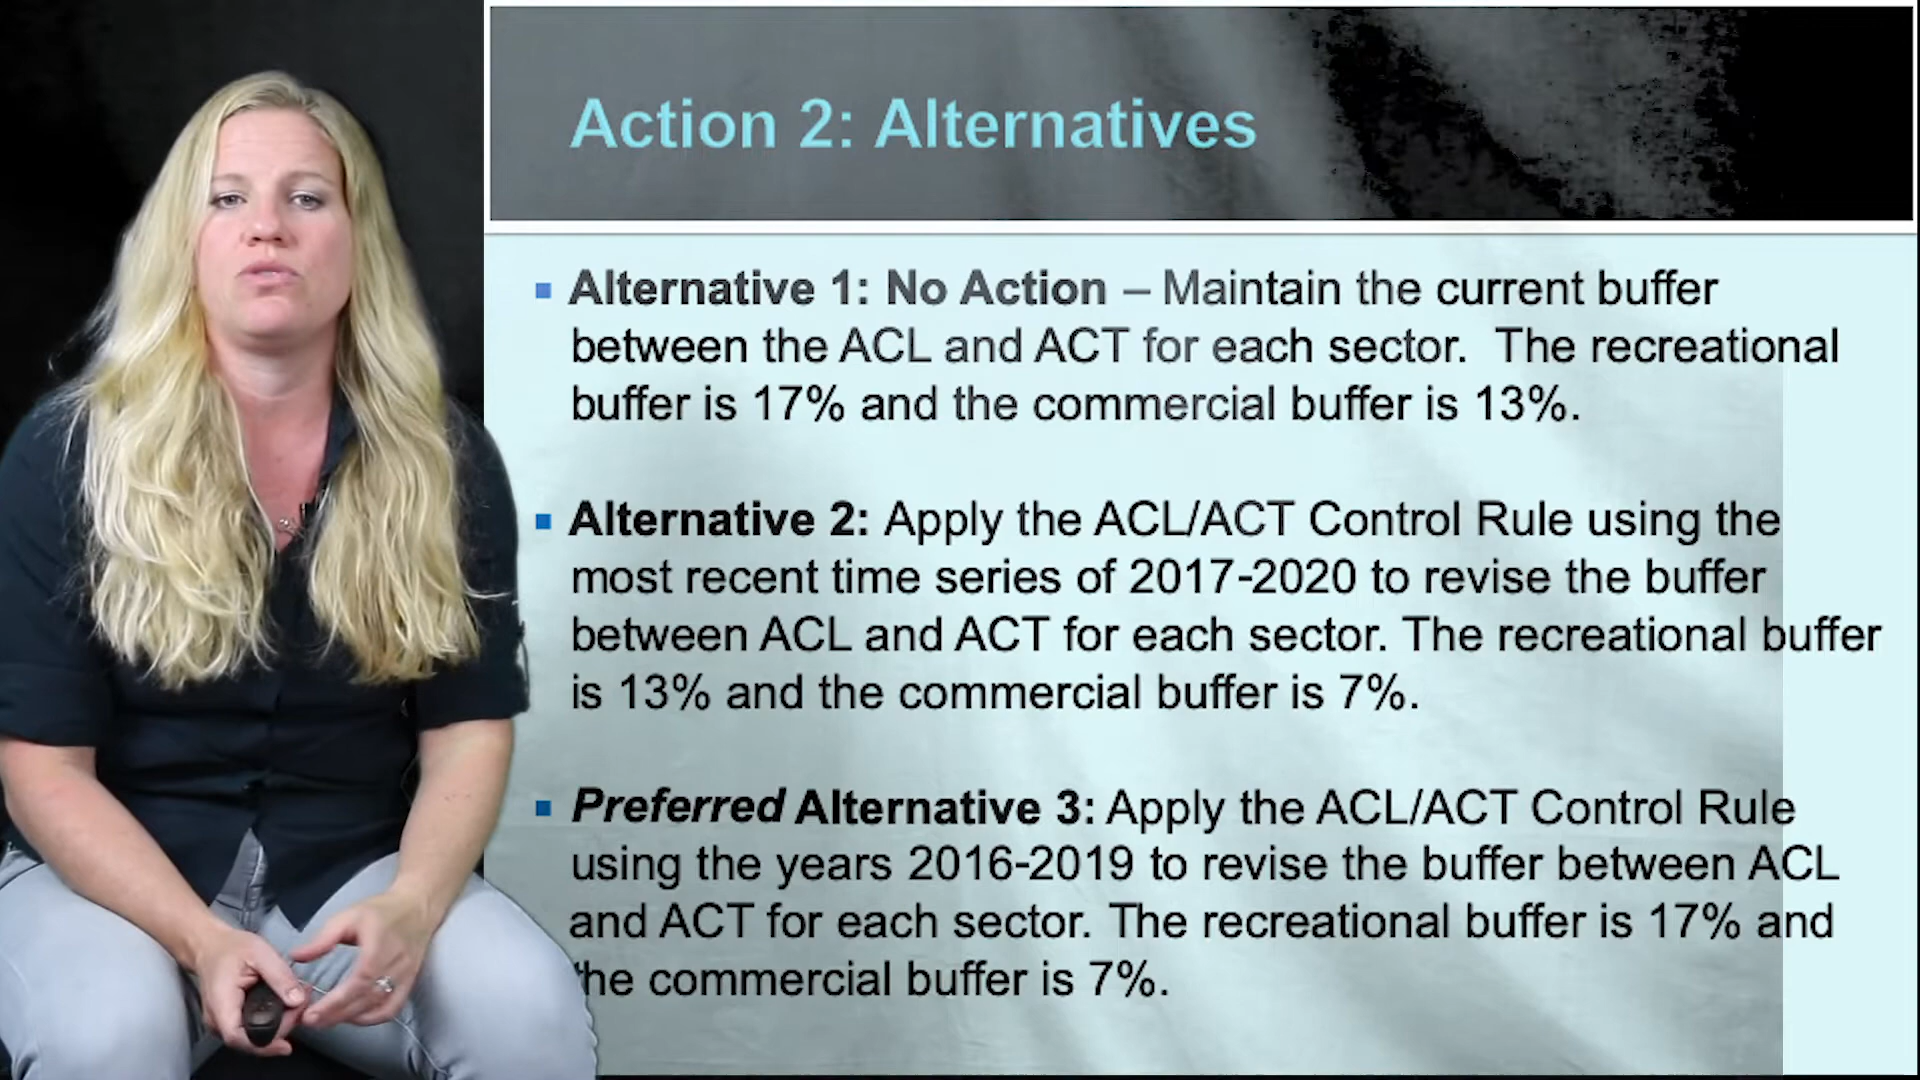 Action 2: Alternatives
Alternative 1: No Action – Maintain the current buffer
between the ACL and ACT for each sector.  The recreational
buffer is 17% and the commercial buffer is 13%.
Alternative 2: Apply the ACL/ACT Control Rule using the
most recent time series of 2017-2020 to revise the buffer
between ACL and ACT for each sector. The recreational buffer
is 13% and the commercial buffer is 7%.
Preferred Alternative 3: Apply the ACL/ACT Control Rule
using the years 2016-2019 to revise the buffer between ACL
and ACT for each sector. The recreational buffer is 17% and
the commercial buffer is 7%.